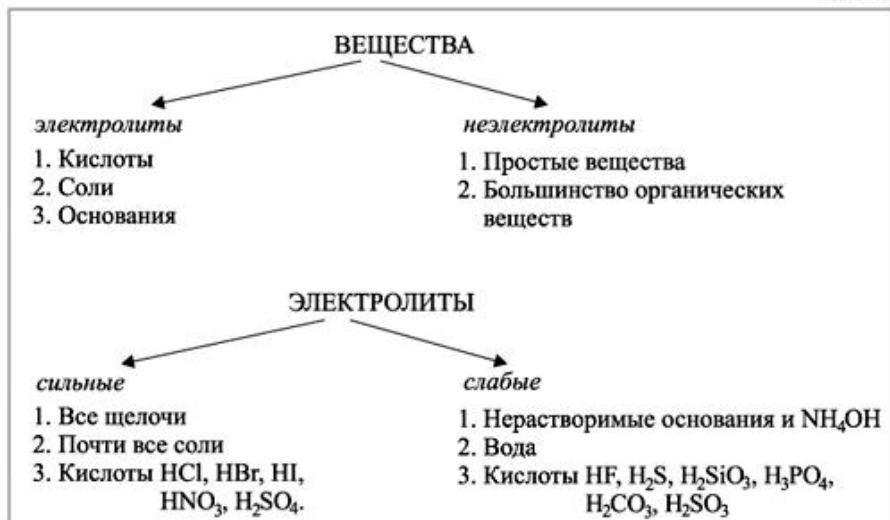 ВЕЩЕСТВА
электролиты
1. Кислоты
2. Соли
3. Основания
неэлектролиты
1. Простые вещества
2. Большинство органических
веществ
ЭЛЕКТРОЛИТЫ
сильные
1. Все щелочи
2. Почти все соли
3. Кислоты HCl, HBr, HI,
HNO₃, H₂SO₄.
слабые
1. Нерастворимые основания и NH₄OH
2. Вода
3. Кислоты HF, H₂S, H₂SiO₃, H₃PO₄,
H₂CO₃, H₂SO₃